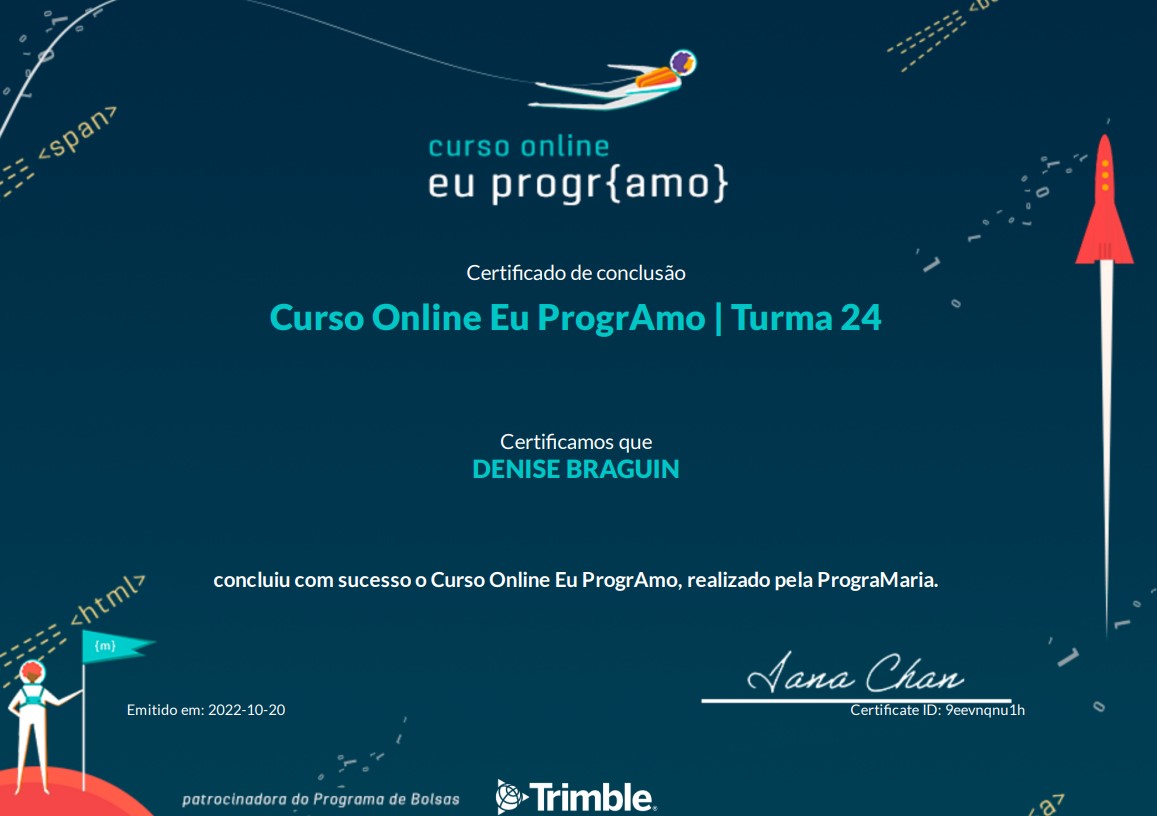 <span>
curso online
eu progr{amo}
Certificado de conclusão
Curso Online Eu ProgrAmo | Turma 24
Certificamos que
DENISE BRAGUIN
concluiu com sucesso o Curso Online Eu ProgrAmo, realizado pela PrograMaria.
<html>
{m}
Iana Chan
Emitido em: 2022-10-20
Certificate ID: 9eevnqnu1h
patrocinadora do Programa de Bolsas
Trimble